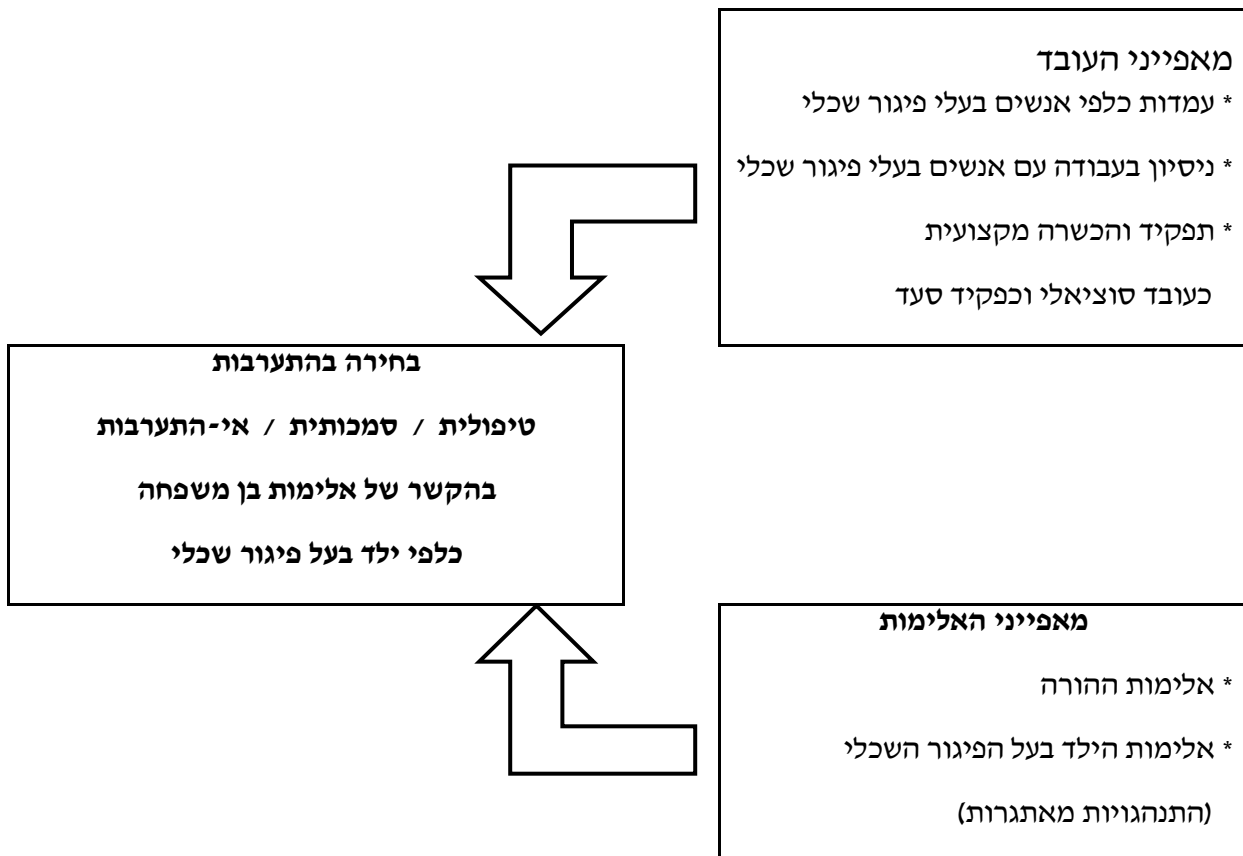 מאפייני העובד
* עמדות כלפי אנשים בעלי פיגור שכלי
* ניסיון בעבודה עם אנשים בעלי פיגור שכלי
* תפקיד והכשרה מקצועית
כעובד סוציאלי וכפקיד סעד
בחירה בהתערבות
טיפולית / סמכותית / אי-התערבות
בהקשר של אלימות בן משפחה
כלפי ילד בעל פיגור שכלי
מאפייני האלימות
* אלימות ההורה
* אלימות הילד בעל הפיגור השכלי
(התנהגויות מאתגרות)